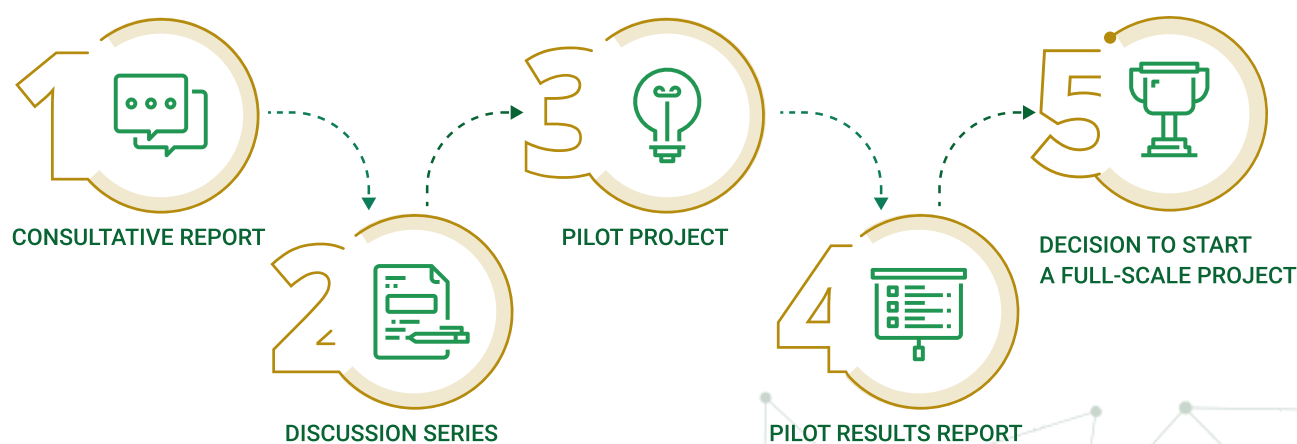 1
CONSULTATIVE REPORT
2
DISCUSSION SERIES
3
PILOT PROJECT
4
PILOT RESULTS REPORT
5
DECISION TO START
A FULL-SCALE PROJECT